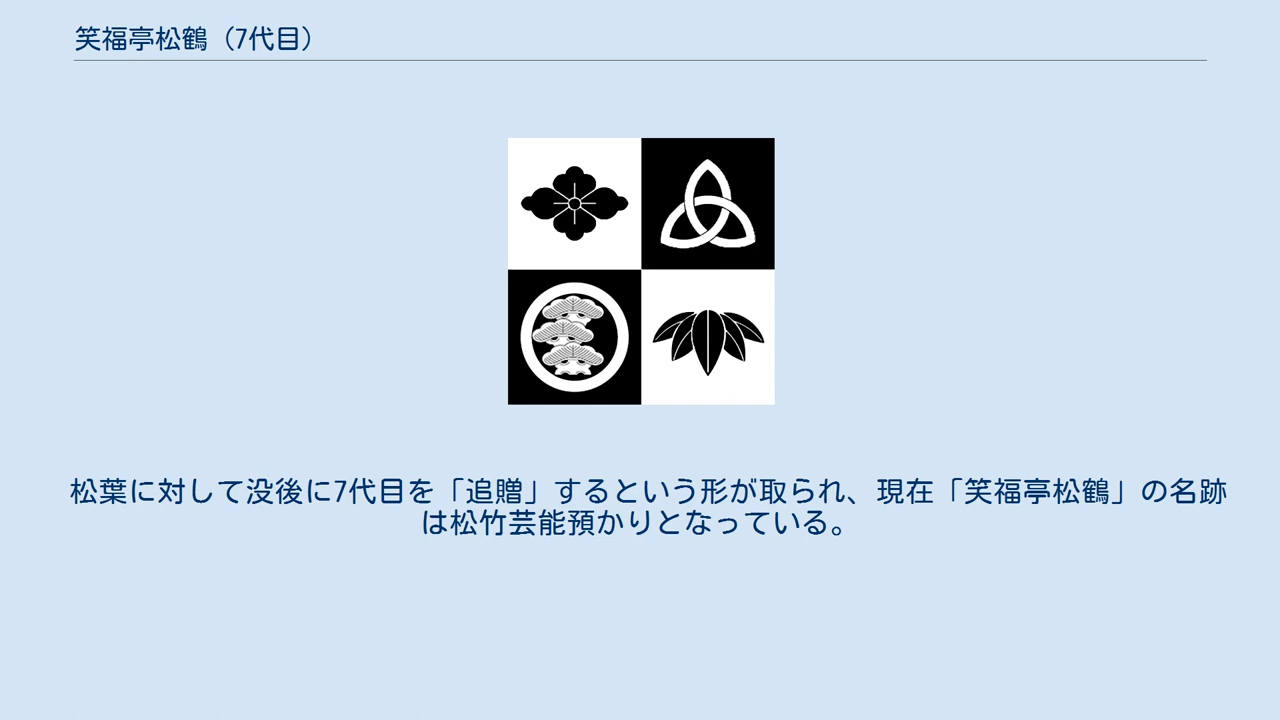 笑福亭松鶴（7代目）
松葉に対して没後に7代目を「追贈」するという形が取られ、現在「笑福亭松鶴」の名跡
は松竹芸能預かりとなっている。